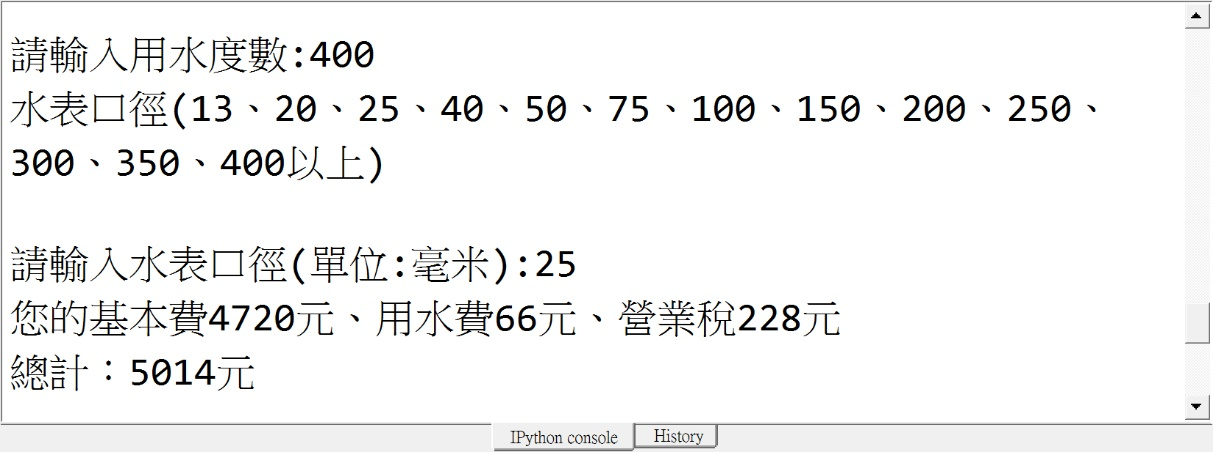 請輸入用水度數:400
水表口徑(13、20、25、40、50、75、100、150、200、250、
300、350、400以上)
請輸入水表口徑(單位:毫米):25
您的基本費4720元、用水費66元、營業稅228元
總計：5014元
IPython console
History